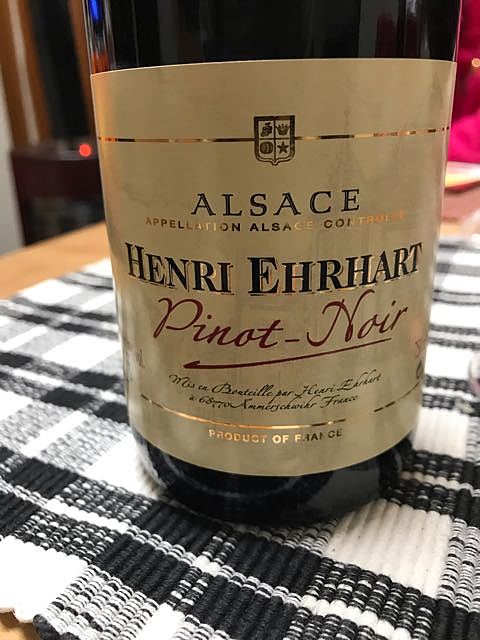 ALSACE
APPELLATION ALSACE CONTRÔLÉE
HENRI EHRHART
Pinot-Noir
Mis en Bouteille par Henri Ehrhart
à 68770 Ammerschwihr France
PRODUCT OF FRANCE